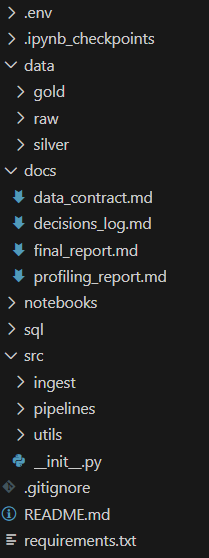 .env
.ipynb_checkpoints
data
gold
raw
silver
docs
data_contract.md
decisions_log.md
final_report.md
profiling_report.md
notebooks
sql
src
ingest
pipelines
utils
__init__.py
.gitignore
README.md
requirements.txt